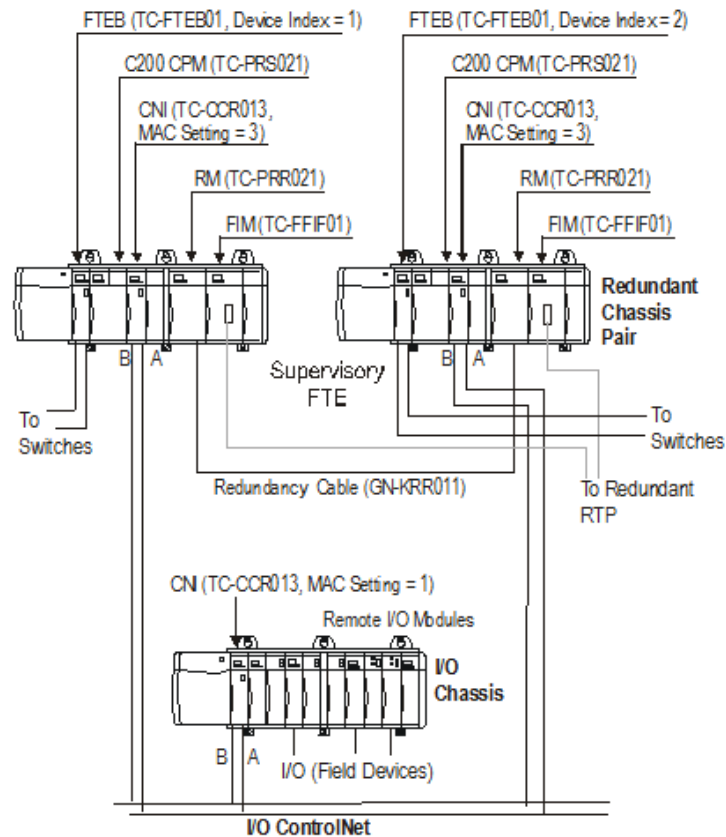 FTEB (TC-FTEB01, Device Index = 1)
FTEB (TC-FTEB01, Device Index = 2)
C200 CPM (TC-PRS021)
C200 CPM (TC-PRS021)
CNI (TC-CCR013,
MAC Setting = 3)
CNI (TC-CCR013,
MAC Setting = 3)
RM (TC-PRR021)
RM (TC-PRR021)
FIM (TC-FFIF01)
FIM (TC-FFIF01)
Redundant
Chassis
Pair
B A
B A
Supervisory
FTE
To
Switches
To
Switches
Redundancy Cable (GN-KRR011)
To Redundant
RTP
CNI (TC-CCR013, MAC Setting = 1)
Remote I/O Modules
I/O
Chassis
B A
I/O (Field Devices)
I/O ControlNet